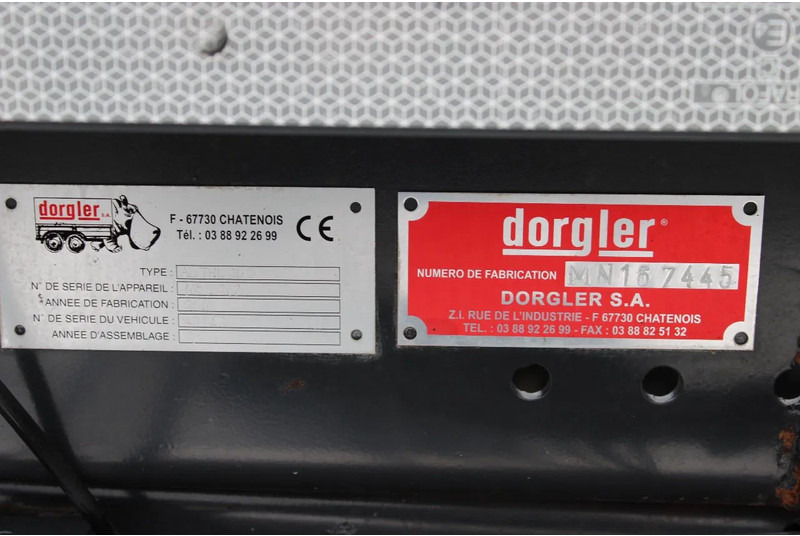 dorgler s.a.
F - 67730 CHATENOIS
Tél. : 03 88 92 26 99
CE
TYPE :
N° DE SERIE DE L'APPAREIL :
ANNEE DE FABRICATION :
N° DE SERIE DU VEHICULE :
ANNEE D'ASSEMBLAGE :
dorgler®
NUMERO DE FABRICATION MN167445
DORGLER S.A.
Z.I. RUE DE L'INDUSTRIE - F 67730 CHATENOIS
TEL. : 03 88 92 26 99 - FAX : 03 88 82 51 32